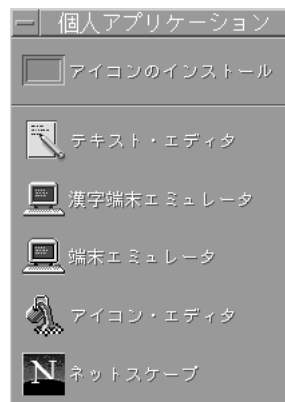 個人アプリケーション
アイコンのインストール
テキスト・エディタ
漢字端末エミュレータ
端末エミュレータ
アイコン・エディタ
N
ネットスケープ